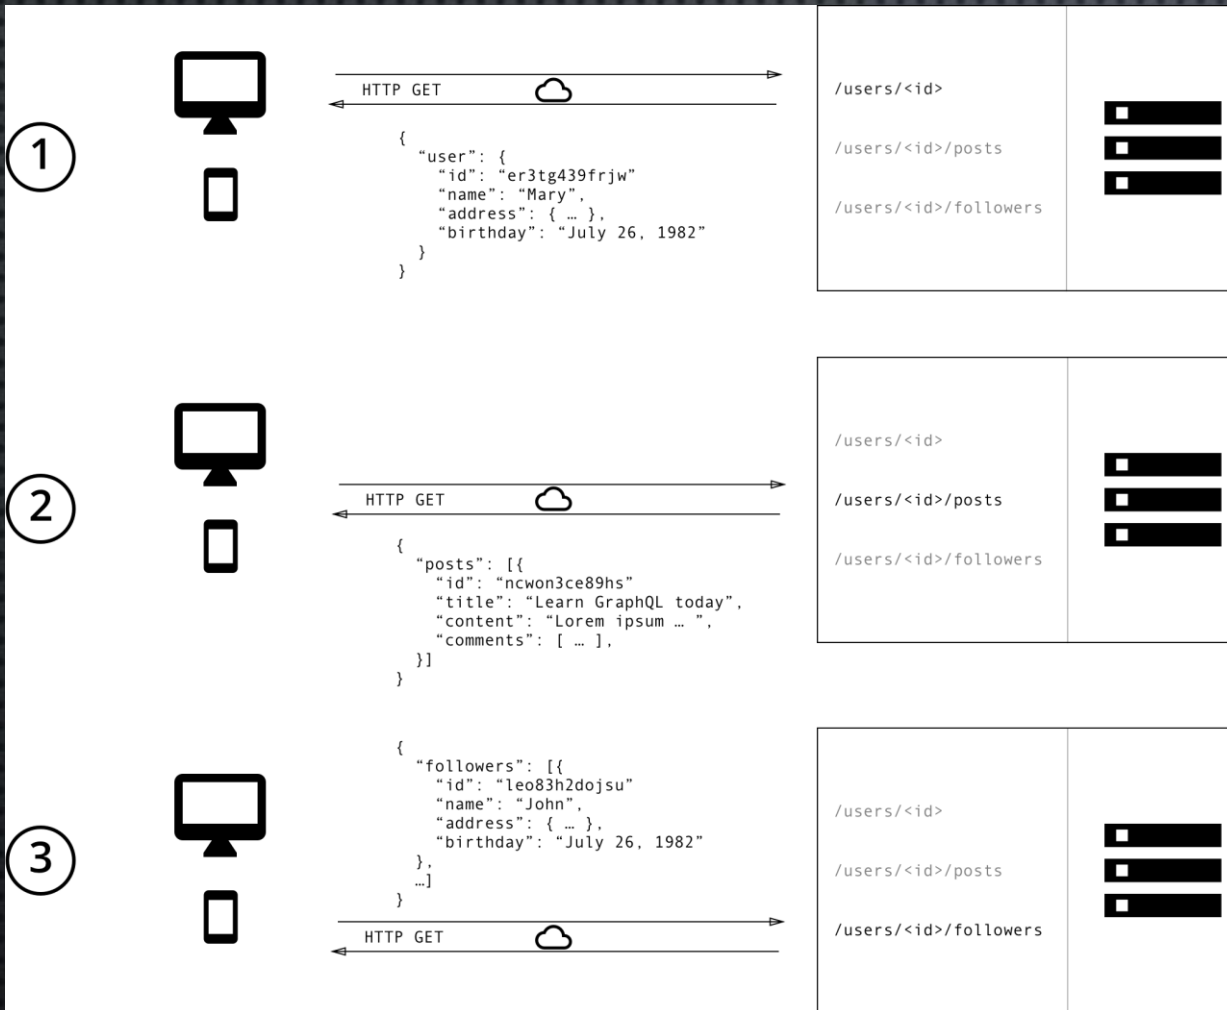 1
HTTP GET
{
“user”: {
“id”: “er3tg439frjw”
“name”: “Mary”,
“address”: { … },
“birthday”: “July 26, 1982”
}
}
/users/<id>
/users/<id>/posts
/users/<id>/followers
2
HTTP GET
{
“posts”: [{
“id”: “ncwon3ce89hs”
“title”: “Learn GraphQL today”,
“content”: “Lorem ipsum … ”,
“comments”: [ … ],
}]
}
/users/<id>
/users/<id>/posts
/users/<id>/followers
3
{
“followers”: [{
“id”: “leo83h2dojsu”
“name”: “John”,
“address”: { … },
“birthday”: “July 26, 1982”
},
…]
}
HTTP GET
/users/<id>
/users/<id>/posts
/users/<id>/followers